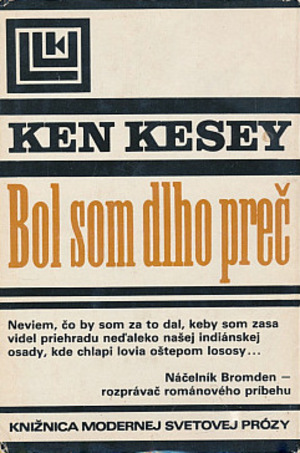 KEN KESEY
Bol som dlho preč
Neviem, čo by som za to dal, keby som zasa
videl priehradu neďaleko našej indiánskej
osady, kde chlapi lovia oštepom lososy...
Náčelník Bromden –
rozprávač románového príbehu
KNIŽNICA MODERNEJ SVETOVEJ PRÓZY